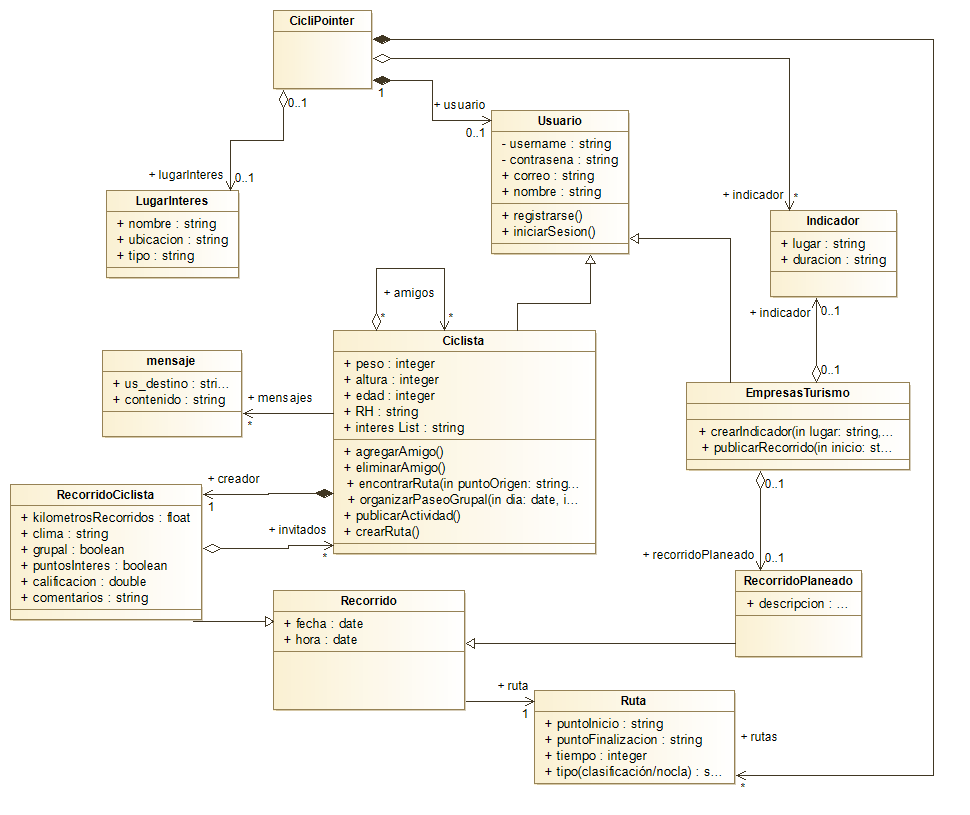 CicliPointer
0..1
1
+ usuario
0..1
Usuario
- username : string
- contrasena : string
+ correo : string
+ nombre : string
+ registrarse()
+ iniciarSesion()
+ lugarInteres
0..1
LugarInteres
+ nombre : string
+ ubicacion : string
+ tipo : string
+ indicador
*
Indicador
+ lugar : string
+ duracion : string
+ indicador
0..1
0..1
+ amigos
*
*
Ciclista
+ peso : integer
+ altura : integer
+ edad : integer
+ RH : string
+ interes List : string
+ agregarAmigo()
+ eliminarAmigo()
+ encontrarRuta(in puntoOrigen: string...
+ organizarPaseoGrupal(in dia: date, i...
+ publicarActividad()
+ crearRuta()
mensaje
+ us_destino : stri...
+ contenido : string
+ mensajes
*
EmpresasTurismo
+ crearIndicador(in lugar: string,...
+ publicarRecorrido(in inicio: st...
0..1
+ creador
1
+ invitados
*
RecorridoCiclista
+ kilometrosRecorridos : float
+ clima : string
+ grupal : boolean
+ puntosInteres : boolean
+ calificacion : double
+ comentarios : string
+ recorridoPlaneado
0..1
RecorridoPlaneado
+ descripcion : ...
Recorrido
+ fecha : date
+ hora : date
+ ruta
1
Ruta
+ puntoInicio : string
+ puntoFinalizacion : string
+ tiempo : integer
+ tipo(clasificación/nocla) : s...
+ rutas
*